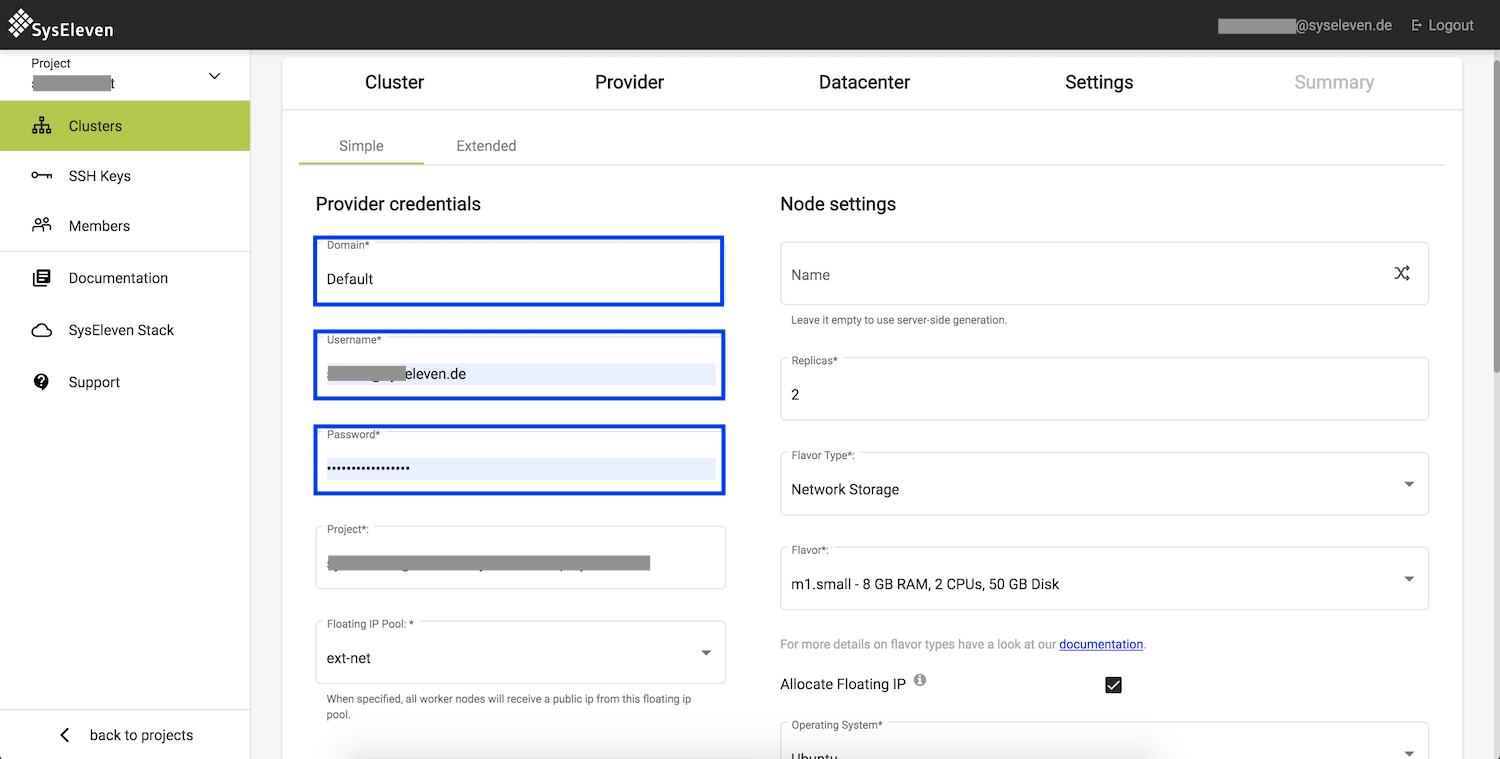 SysEleven
@syseleven.de
Logout
Project
t
Clusters
SSH Keys
Members
Documentation
SysEleven Stack
Support
back to projects
Cluster
Provider
Datacenter
Settings
Summary
Simple
Extended
Provider credentials
Domain*
Default
Username*
eleven.de
Password*
•••••••••••••••••
Project*:
Floating IP Pool: *
ext-net
When specified, all worker nodes will receive a public ip from this floating ip
pool.
Node settings
Name
Leave it empty to use server-side generation.
Replicas*
2
Flavor Type*:
Network Storage
Flavor*:
m1.small - 8 GB RAM, 2 CPUs, 50 GB Disk
For more details on flavor types have a look at our documentation.
Allocate Floating IP
Operating System*
Ubuntu